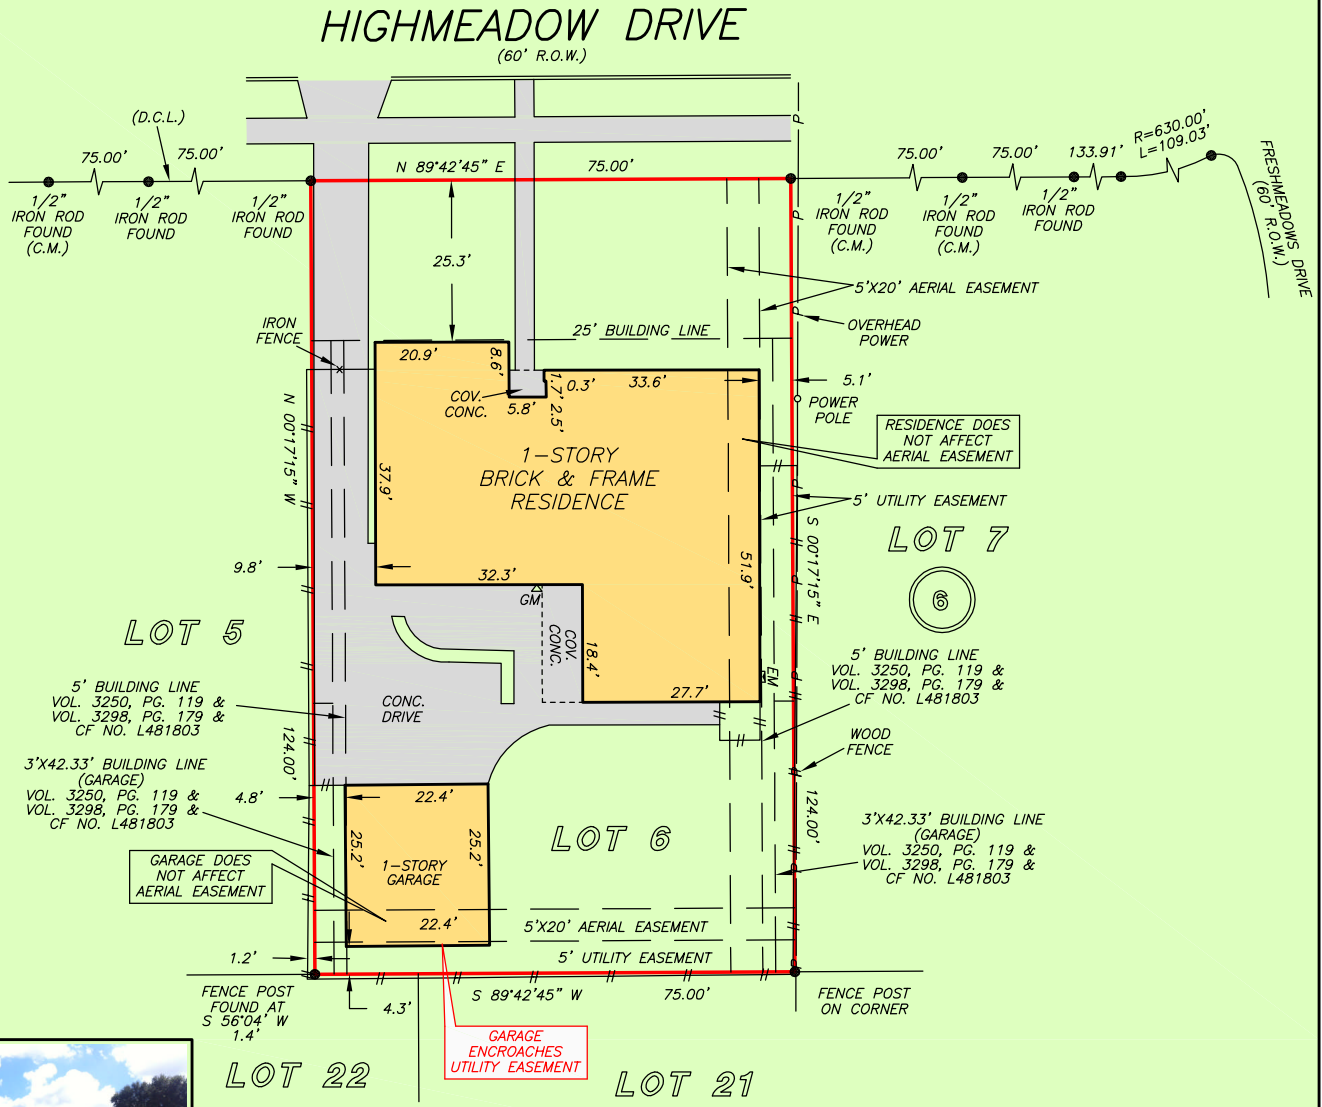 HIGHMEADOW DRIVE
(60' R.O.W.)
(D.C.L.)
75.00'
75.00'
N 89°42'45" E
75.00'
75.00'
75.00'
133.91'
R=630.00'
L=109.03'
FRESHMEADOWS DRIVE
(60' R.O.W.)
1/2"
IRON ROD
FOUND
(C.M.)
1/2"
IRON ROD
FOUND
1/2"
IRON ROD
FOUND
1/2"
IRON ROD
FOUND
(C.M.)
1/2"
IRON ROD
FOUND
(C.M.)
1/2"
IRON ROD
FOUND
P
P
P
25.3'
5'X20' AERIAL EASEMENT
IRON
FENCE
25' BUILDING LINE
OVERHEAD
POWER
20.9'
8.6'
COV.
CONC.
5.8'
1.7'
2.5'
0.3'
33.6'
5.1'
POWER
POLE
RESIDENCE DOES
NOT AFFECT
AERIAL EASEMENT
N 00°17'15" W
37.9'
1-STORY
BRICK & FRAME
RESIDENCE
P
5' UTILITY EASEMENT
S 00°17'15" E
LOT 7
6
9.8'
32.3'
51.9'
P
GM
COV.
CONC.
18.4'
LOT 5
27.7'
EM
P
5' BUILDING LINE
VOL. 3250, PG. 119 &
VOL. 3298, PG. 179 &
CF NO. L481803
5' BUILDING LINE
VOL. 3250, PG. 119 &
VOL. 3298, PG. 179 &
CF NO. L481803
CONC.
DRIVE
124.00'
WOOD
FENCE
3'X42.33' BUILDING LINE
(GARAGE)
VOL. 3250, PG. 119 &
VOL. 3298, PG. 179 &
CF NO. L481803
4.8'
22.4'
25.2'
25.2'
1-STORY
GARAGE
22.4'
LOT 6
124.00'
3'X42.33' BUILDING LINE
(GARAGE)
VOL. 3250, PG. 119 &
VOL. 3298, PG. 179 &
CF NO. L481803
P
GARAGE DOES
NOT AFFECT
AERIAL EASEMENT
5'X20' AERIAL EASEMENT
5' UTILITY EASEMENT
P
1.2'
S 89°42'45" W
75.00'
4.3'
FENCE POST
FOUND AT
S 56°04' W
1.4'
FENCE POST
ON CORNER
GARAGE
ENCROACHES
UTILITY EASEMENT
LOT 22
LOT 21